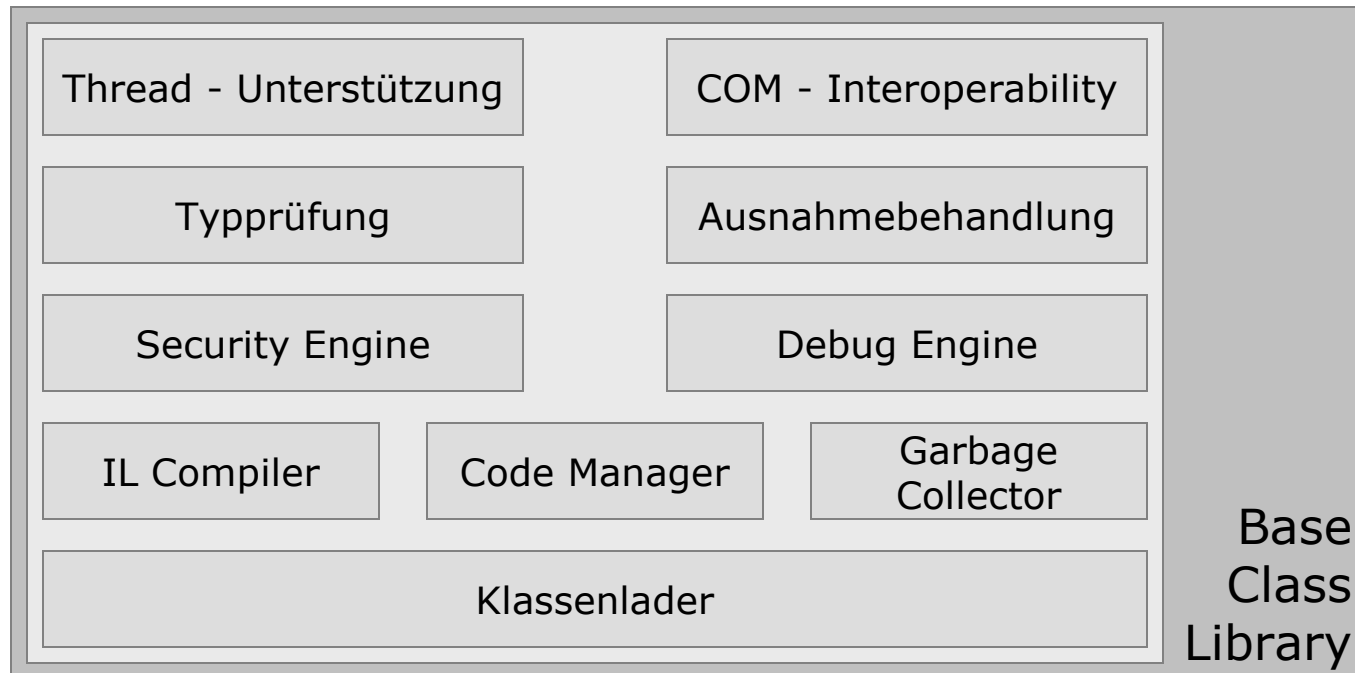 Thread - Unterstützung
COM - Interoperability
Typprüfung
Ausnahmebehandlung
Security Engine
Debug Engine
IL Compiler
Code Manager
Garbage
Collector
Klassenlader
Base
Class
Library